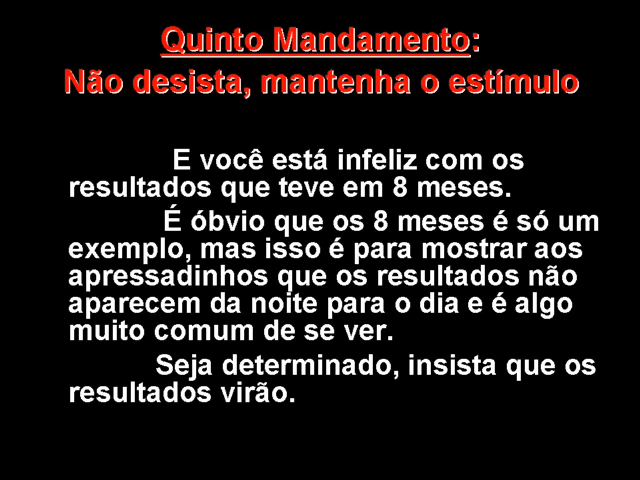 Quinto Mandamento:
Não desista, mantenha o estímulo
E você está infeliz com os
resultados que teve em 8 meses.
É óbvio que os 8 meses é só um
exemplo, mas isso é para mostrar aos
apressadinhos que os resultados não
aparecem da noite para o dia e é algo
muito comum de se ver.
Seja determinado, insista que os
resultados virão.